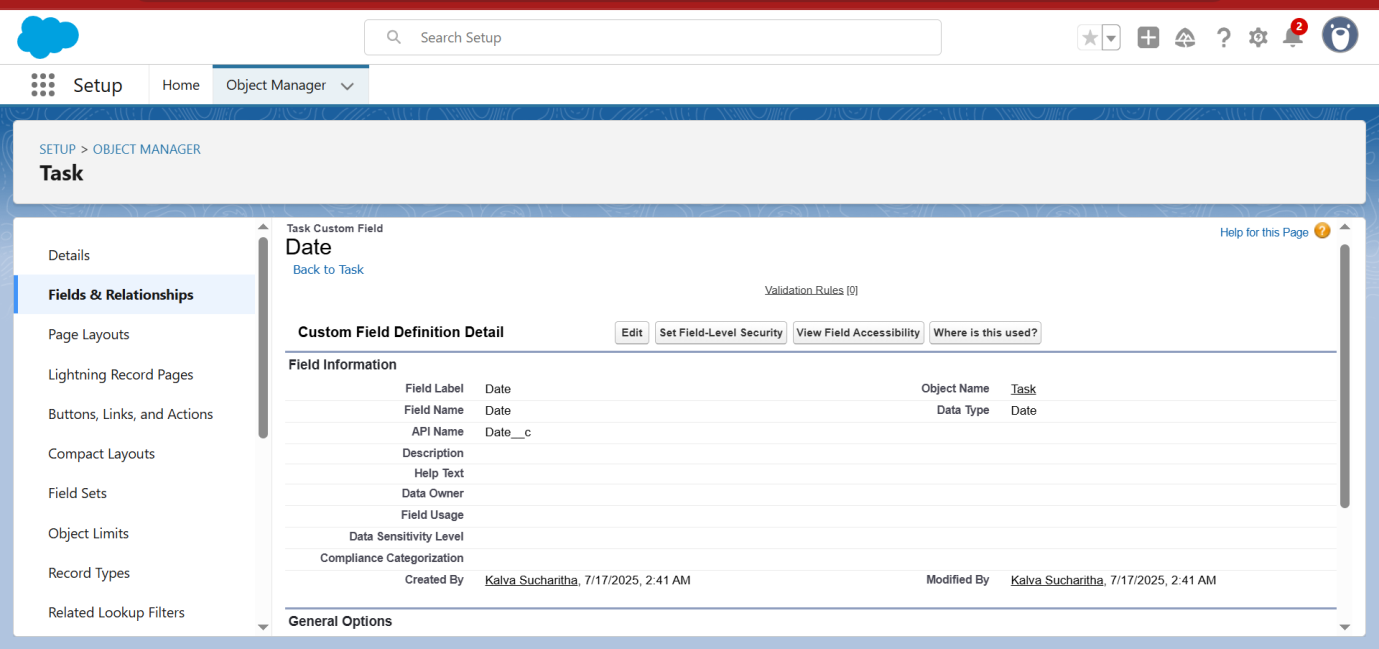 Search Setup
2
Setup
Home
Object Manager
SETUP > OBJECT MANAGER
Task
Details
Fields & Relationships
Page Layouts
Lightning Record Pages
Buttons, Links, and Actions
Compact Layouts
Field Sets
Object Limits
Record Types
Related Lookup Filters
Task Custom Field
Date
Back to Task
Help for this Page ?
Validation Rules [0]
Custom Field Definition Detail
Edit
Set Field-Level Security
View Field Accessibility
Where is this used?
Field Information
Field Label Date Object Name Task
Field Name Date Data Type Date
API Name Date__c
Description
Help Text
Data Owner
Field Usage
Data Sensitivity Level
Compliance Categorization
Created By Kalva Sucharitha, 7/17/2025, 2:41 AM Modified By Kalva Sucharitha, 7/17/2025, 2:41 AM
General Options